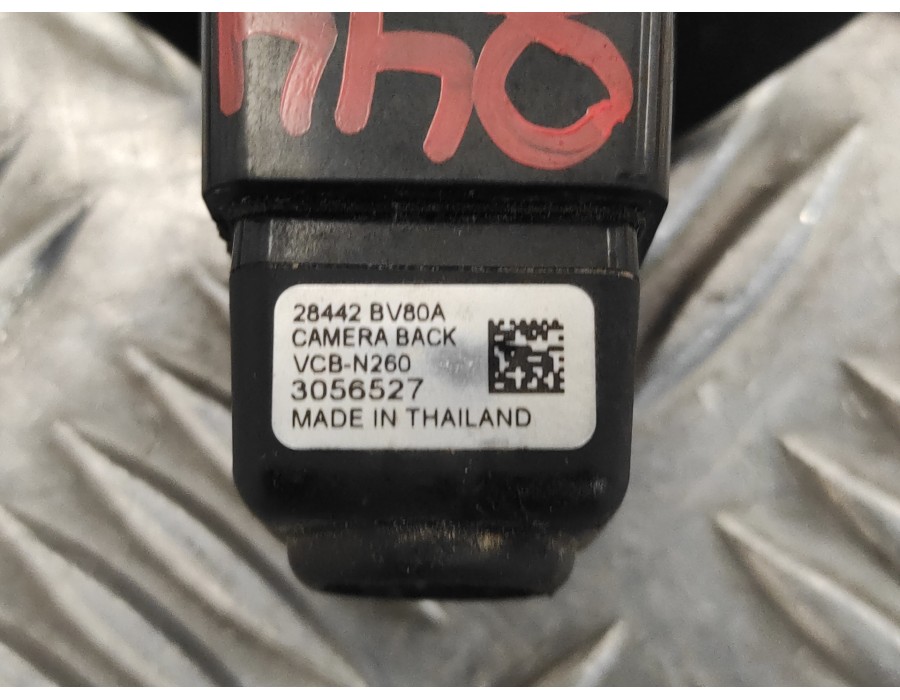 28442 BV80A
CAMERA BACK
VCB-N260
3056527
MADE IN THAILAND